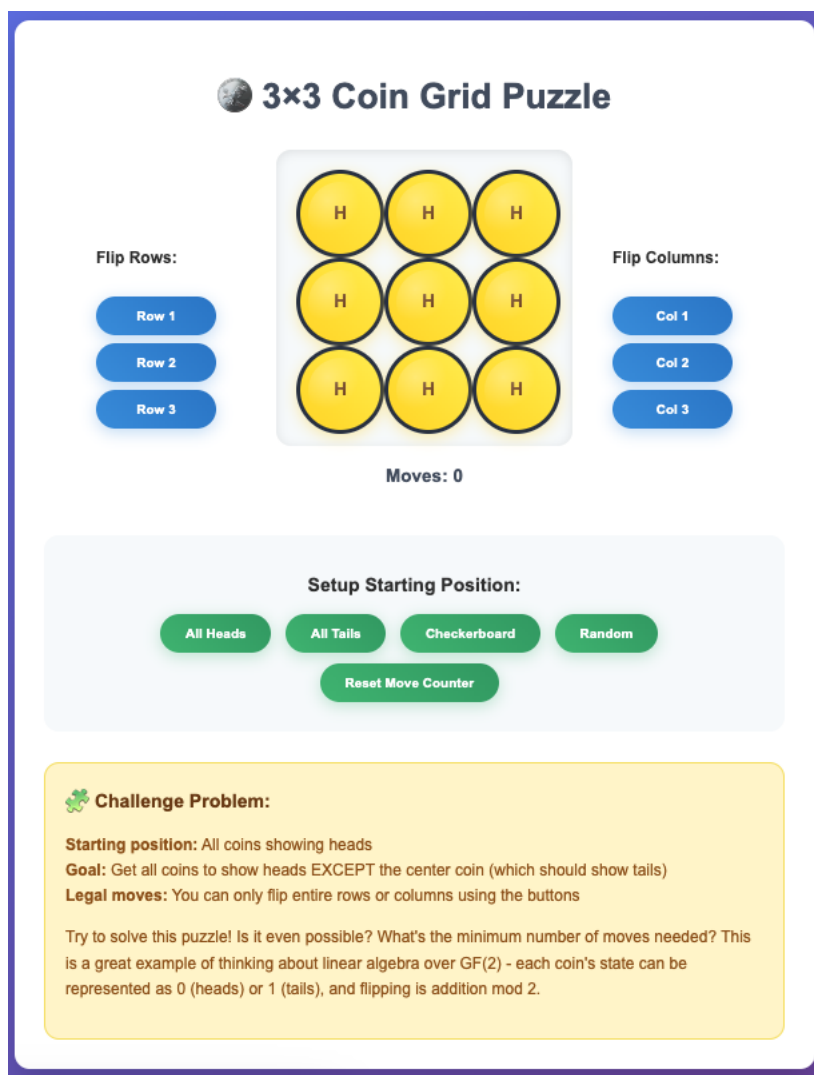 3×3 Coin Grid Puzzle
H H H
Flip Rows:
Flip Columns:
H H H
Row 1
Col 1
Row 2
Col 2
H H H
Row 3
Col 3
Moves: 0
Setup Starting Position:
All Heads
All Tails
Checkerboard
Random
Reset Move Counter
Challenge Problem:
Starting position: All coins showing heads
Goal: Get all coins to show heads EXCEPT the center coin (which should show tails)
Legal moves: You can only flip entire rows or columns using the buttons
Try to solve this puzzle! Is it even possible? What's the minimum number of moves needed? This
is a great example of thinking about linear algebra over GF(2) - each coin's state can be
represented as 0 (heads) or 1 (tails), and flipping is addition mod 2.